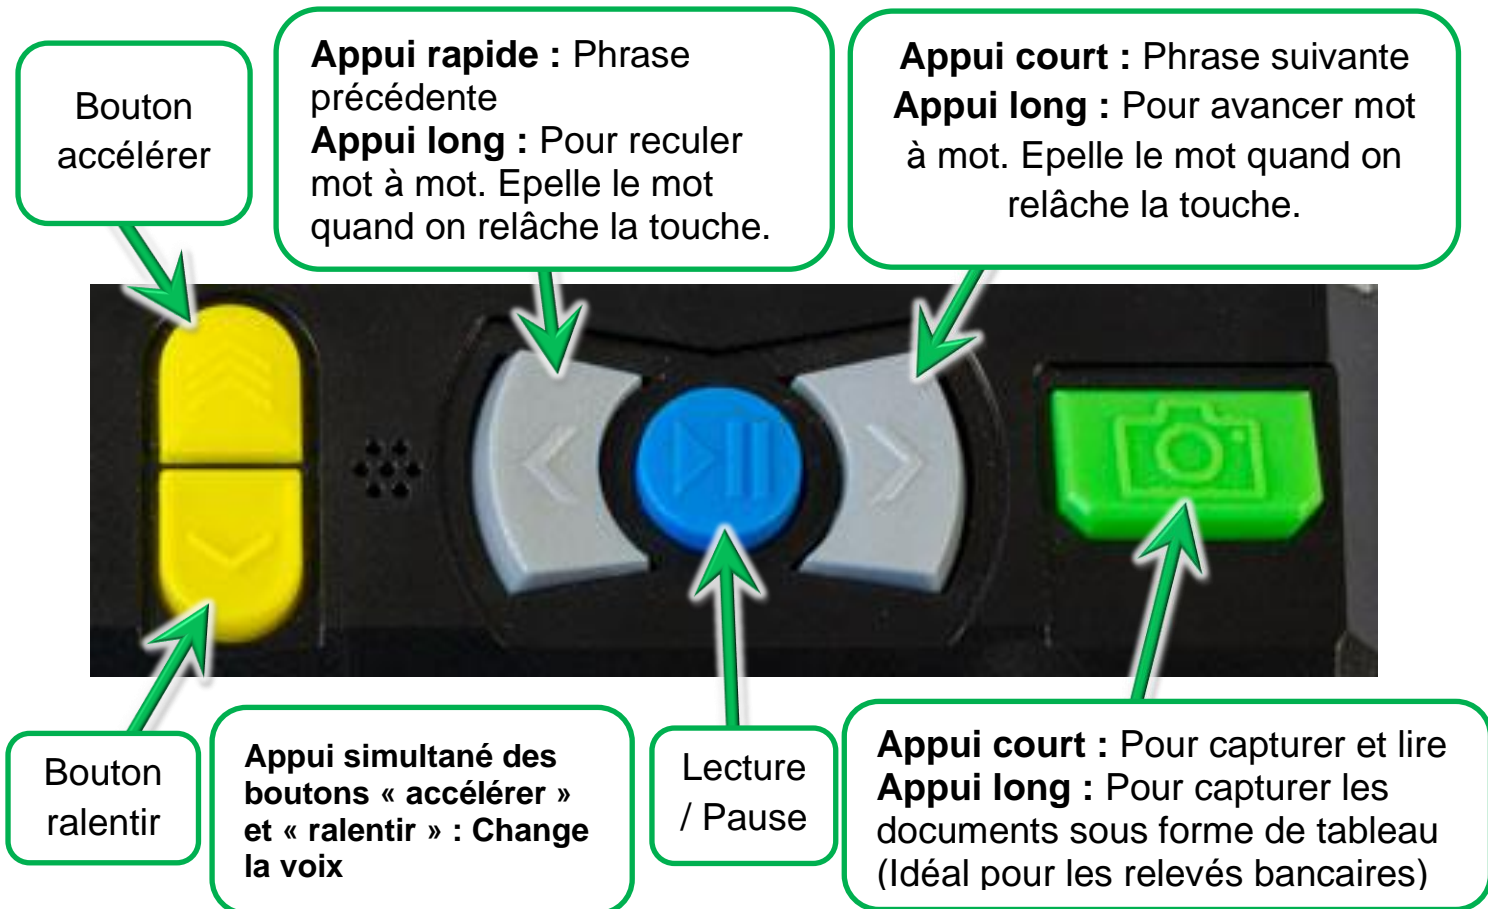 Bouton
accélérer
Appui rapide : Phrase
précédente
Appui long : Pour reculer
mot à mot. Epelle le mot
quand on relâche la touche.
Appui court : Phrase suivante
Appui long : Pour avancer mot
à mot. Epelle le mot quand on
relâche la touche.
Bouton
ralentir
Appui simultané des
boutons « accélérer »
et « ralentir » : Change
la voix
Lecture
/ Pause
Appui court : Pour capturer et lire
Appui long : Pour capturer les
documents sous forme de tableau
(Idéal pour les relevés bancaires)